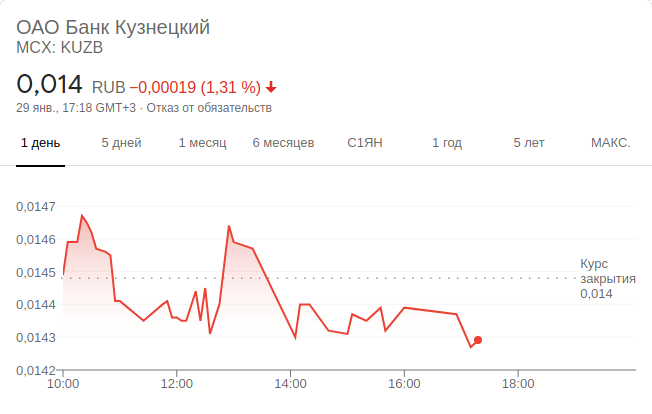 ОАО Банк Кузнецкий
MCX: KUZB
0,014 RUB −0,00019 (1,31 %)
29 янв., 17:18 GMT+3 · Отказ от обязательств
1 день 5 дней 1 месяц 6 месяцев С1ЯН 1 год 5 лет МАКС.
0,0147
0,0146
0,0145
0,0144
0,0143
0,0142
Курс
закрытия
0,014
10:00 12:00 14:00 16:00 18:00